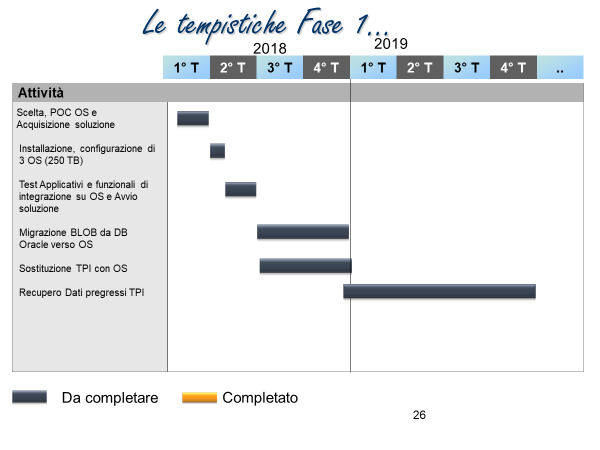 Le tempistiche Fase 1...
2018
2019
1° T
2° T
3° T
4° T
1° T
2° T
3° T
4° T
..
Attività
Scelta, POC OS e
Acquisizione soluzione
Installazione, configurazione di
3 OS (250 TB)
Test Applicativi e funzionali di
integrazione su OS e Avvio
soluzione
Migrazione BLOB da DB
Oracle verso OS
Sostituzione TPI con OS
Recupero Dati pregressi TPI
Da completare
Completato
26